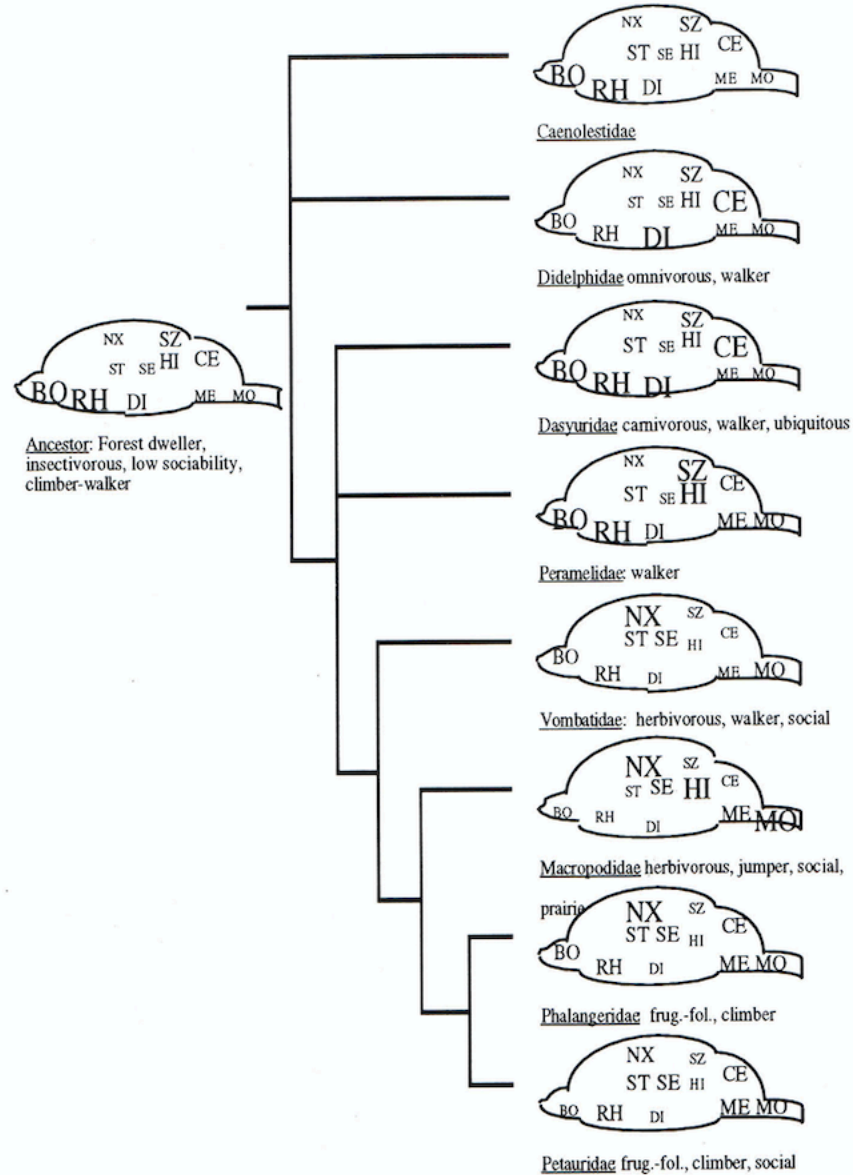 NX SZ
ST SE HI CE
BO RH DI ME MO
Caenolestidae
NX SZ
ST SE HI CE
BO RH DI ME MO
Didelphidae omnivorous, walker
NX SZ
ST SE HI CE
BO RH DI ME MO
Dasyuridae carnivorous, walker, ubiquitous
NX SZ
ST SE HI CE
BO RH DI ME MO
Ancestor: Forest dweller,
insectivorous, low sociability,
climber-walker
NX SZ
ST SE HI CE
BO RH DI ME MO
Peramelidae: walker
NX SZ
ST SE HI CE
BO RH DI ME MO
Vombatidae: herbivorous, walker, social
NX SZ
ST SE HI CE
BO RH DI ME MO
Macropodidae herbivorous, jumper, social,
prairie
NX SZ
ST SE HI CE
BO RH DI ME MO
Phalangeridae frug.-fol., climber
NX SZ
ST SE HI CE
BO RH DI ME MO
Petauridae frug.-fol., climber, social